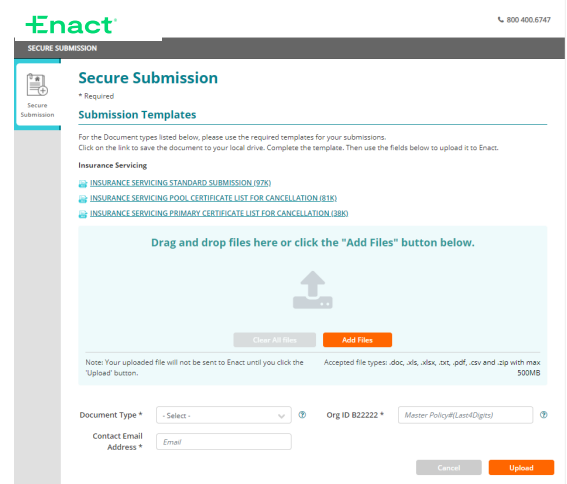 Enact
800 400.6747
SECURE SUBMISSION
Secure
Submission
Secure Submission
* Required
Submission Templates
For the Document types listed below, please use the required templates for your submissions.
Click on the link to save the document to your local drive. Complete the template. Then use the fields below to upload it to Enact.
Insurance Servicing
INSURANCE SERVICING STANDARD SUBMISSION (97K)
INSURANCE SERVICING POOL CERTIFICATE LIST FOR CANCELLATION (81K)
INSURANCE SERVICING PRIMARY CERTIFICATE LIST FOR CANCELLATION (38K)
Drag and drop files here or click the "Add Files" button below.
Clear All files
Add Files
Note: Your uploaded file will not be sent to Enact until you click the
'Upload' button.
Accepted file types: .doc, .xls, .xlsx, .txt, .pdf, .csv and .zip with max
500MB
Document Type *
- Select -
Org ID B22222 *
Master Policy#(Last4Digits)
Contact Email
Address *
Email
Cancel
Upload